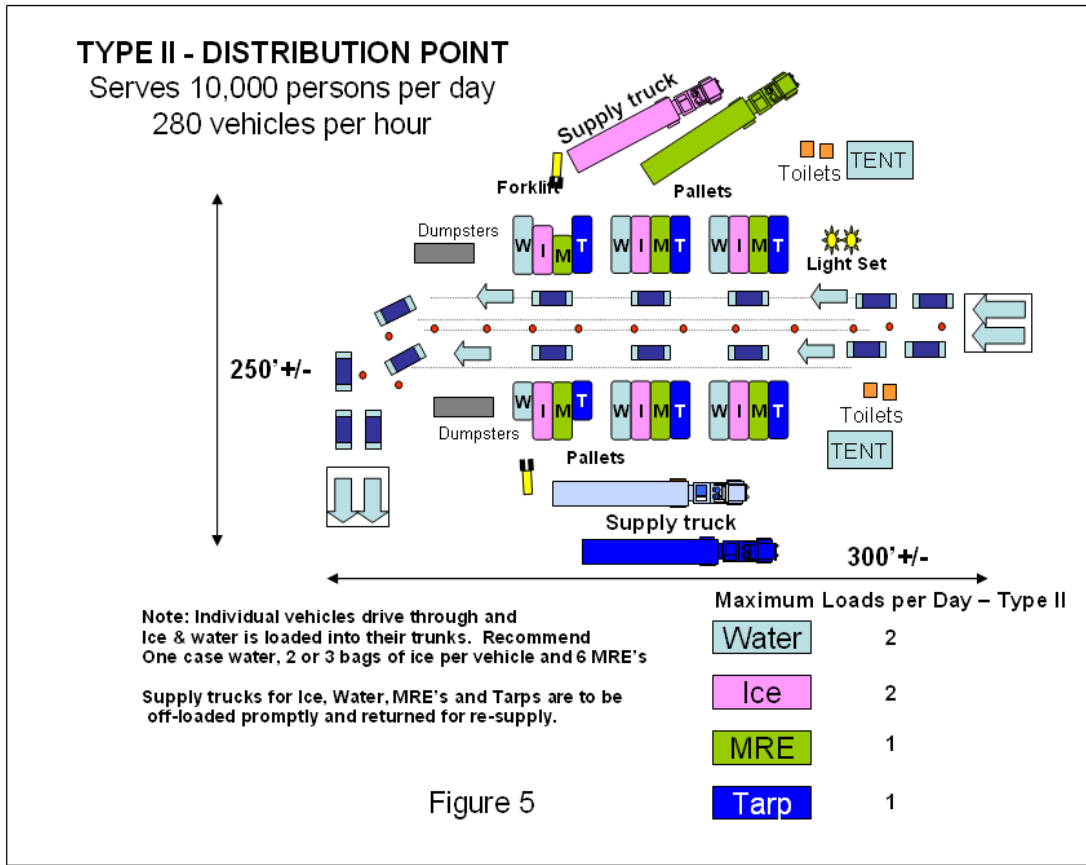 TYPE II - DISTRIBUTION POINT
Serves 10,000 persons per day
280 vehicles per hour
Supply truck
Toilets
TENT
Forklift
Pallets
Dumpsters
W I M T
W I M T
W I M T
Light Set
250'+/-
W I M T
W I M T
W I M T
Dumpsters
Toilets
TENT
Pallets
Supply truck
300'+/-
Note: Individual vehicles drive through and
Ice & water is loaded into their trunks. Recommend
One case water, 2 or 3 bags of ice per vehicle and 6 MRE's
Supply trucks for Ice, Water, MRE's and Tarps are to be
off-loaded promptly and returned for re-supply.
Maximum Loads per Day – Type II
Water 2
Ice 2
MRE 1
Tarp 1
Figure 5